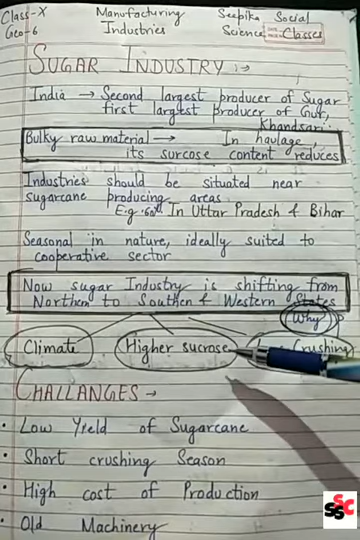 Class-X Manufacturing Seepika Social
Geo-6 Industries Science Classes
SUGAR INDUSTRY :→
India → Second largest producer of Sugar
first largest producer of Gur,
Khandsari
Bulky raw material → In haulage,
its surcose content reduces
Industries should be situated near
sugarcane producing areas
E.g. 60% In Uttar Pradesh & Bihar
Seasonal in nature, ideally suited to
cooperative sector
Now sugar Industry is shifting from
Northern to Southern & Western States
Why
Climate Higher sucrose Crushing
CHALLANGES →
• Low Yield of Sugarcane
• Short crushing Season
• High cost of Production
• Old Machinery
SSC